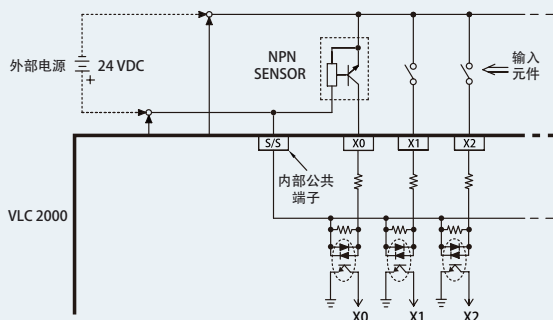 NPN
SENSOR
外部电源
24 VDC
+
输入
元件
S/S
X0
X1
X2
内部公共
端子
VLC 2000
X0
X1
X2